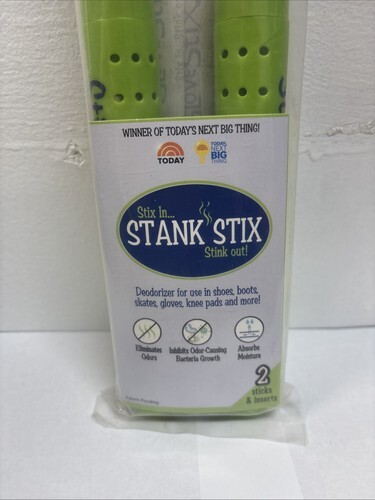 WINNER OF TODAY'S NEXT BIG THING!
TODAY
TODAY
NEXT
BIG
THING
Stix in...
STANK STIX
Stink out!
Deodorizer for use in shoes, boots,
skates, gloves, knee pads and more!
Eliminates
Odors
Inhibits Odor-Causing
Bacteria Growth
Absorbs
Moisture
2
sticks
& inserts
Patent Pending